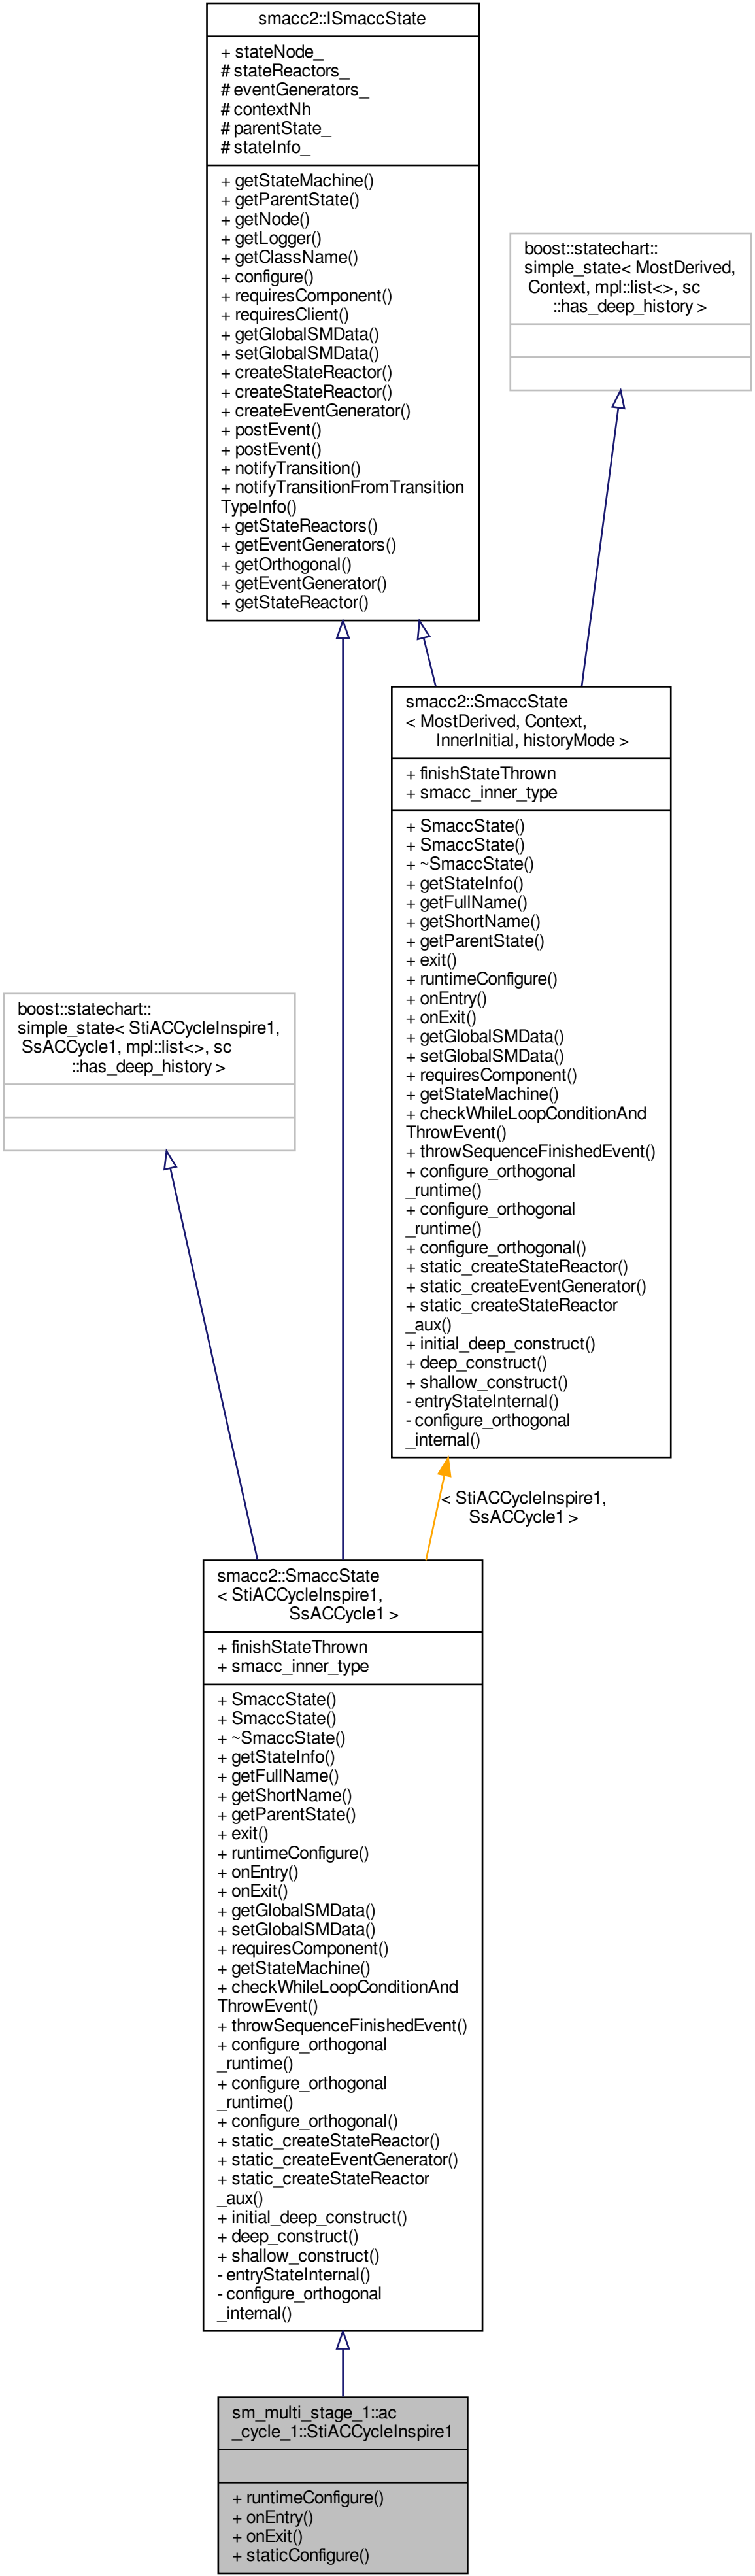 smacc2::ISmaccState
+ stateNode_
# stateReactors_
# eventGenerators_
# contextNh
# parentState_
# stateInfo_
+ getStateMachine()
+ getParentState()
+ getNode()
+ getLogger()
+ getClassName()
+ configure()
+ requiresComponent()
+ requiresClient()
+ getGlobalSMData()
+ setGlobalSMData()
+ createStateReactor()
+ createStateReactor()
+ createEventGenerator()
+ postEvent()
+ postEvent()
+ notifyTransition()
+ notifyTransitionFromTransition
TypeInfo()
+ getStateReactors()
+ getEventGenerators()
+ getOrthogonal()
+ getEventGenerator()
+ getStateReactor()
boost::statechart::
simple_state< MostDerived,
Context, mpl::list<>, sc
::has_deep_history >
smacc2::SmaccState
< MostDerived, Context,
InnerInitial, historyMode >
+ finishStateThrown
+ smacc_inner_type
+ SmaccState()
+ SmaccState()
+ ~SmaccState()
+ getStateInfo()
+ getFullName()
+ getShortName()
+ getParentState()
+ exit()
+ runtimeConfigure()
+ onEntry()
+ onExit()
+ getGlobalSMData()
+ setGlobalSMData()
+ requiresComponent()
+ getStateMachine()
+ checkWhileLoopConditionAnd
ThrowEvent()
+ throwSequenceFinishedEvent()
+ configure_orthogonal
_runtime()
+ configure_orthogonal
_runtime()
+ configure_orthogonal()
+ static_createStateReactor()
+ static_createEventGenerator()
+ static_createStateReactor
_aux()
+ initial_deep_construct()
+ deep_construct()
+ shallow_construct()
- entryStateInternal()
- configure_orthogonal
_internal()
boost::statechart::
simple_state< StiACCycleInspire1,
SsACCycle1, mpl::list<>, sc
::has_deep_history >
< StiACCycleInspire1,
SsACCycle1 >
smacc2::SmaccState
< StiACCycleInspire1,
SsACCycle1 >
+ finishStateThrown
+ smacc_inner_type
+ SmaccState()
+ SmaccState()
+ ~SmaccState()
+ getStateInfo()
+ getFullName()
+ getShortName()
+ getParentState()
+ exit()
+ runtimeConfigure()
+ onEntry()
+ onExit()
+ getGlobalSMData()
+ setGlobalSMData()
+ requiresComponent()
+ getStateMachine()
+ checkWhileLoopConditionAnd
ThrowEvent()
+ throwSequenceFinishedEvent()
+ configure_orthogonal
_runtime()
+ configure_orthogonal
_runtime()
+ configure_orthogonal()
+ static_createStateReactor()
+ static_createEventGenerator()
+ static_createStateReactor
_aux()
+ initial_deep_construct()
+ deep_construct()
+ shallow_construct()
- entryStateInternal()
- configure_orthogonal
_internal()
sm_multi_stage_1::ac
_cycle_1::StiACCycleInspire1
+ runtimeConfigure()
+ onEntry()
+ onExit()
+ staticConfigure()